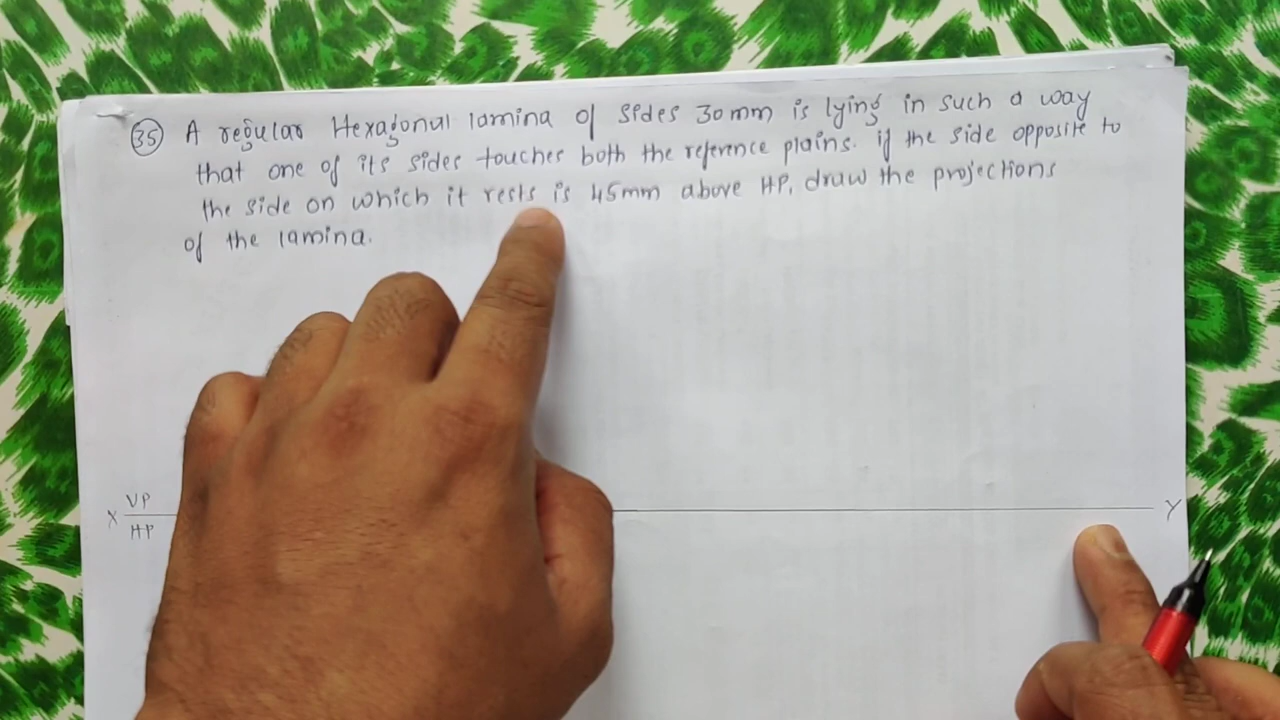 35 A regular Hexagonal lamina of sides 30mm is lying in such a way
that one of its sides touches both the reference plains. if the side opposite to
the side on which it rests is 45mm above HP, draw the projections
of the lamina.
X VP Y
HP